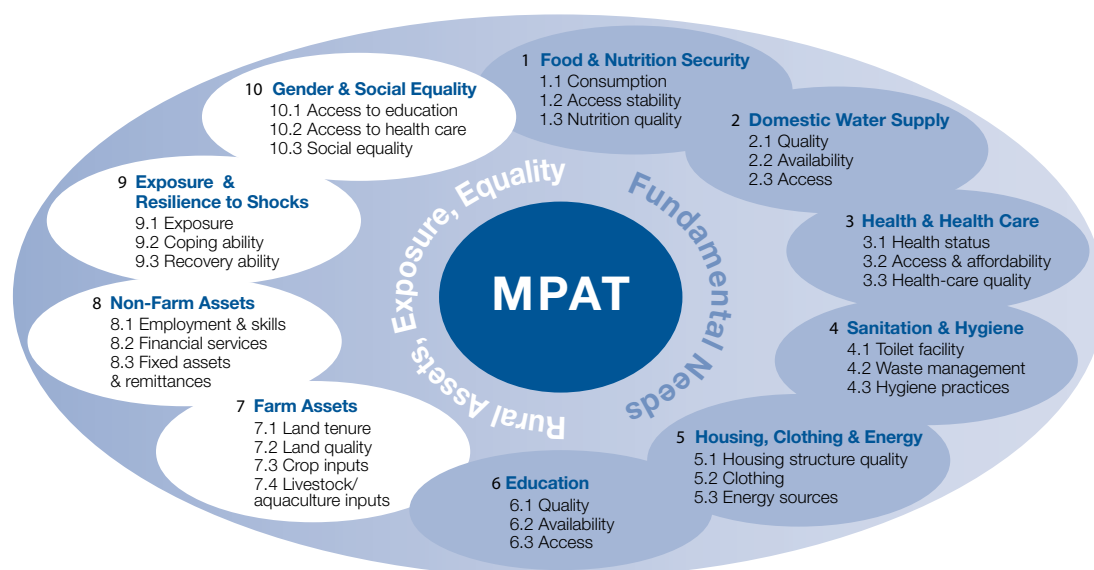 1 Food & Nutrition Security
1.1 Consumption
1.2 Access stability
1.3 Nutrition quality
2 Domestic Water Supply
2.1 Quality
2.2 Availability
2.3 Access
3 Health & Health Care
3.1 Health status
3.2 Access & affordability
3.3 Health-care quality
4 Sanitation & Hygiene
4.1 Toilet facility
4.2 Waste management
4.3 Hygiene practices
5 Housing, Clothing & Energy
5.1 Housing structure quality
5.2 Clothing
5.3 Energy sources
6 Education
6.1 Quality
6.2 Availability
6.3 Access
7 Farm Assets
7.1 Land tenure
7.2 Land quality
7.3 Crop inputs
7.4 Livestock/
aquaculture inputs
8 Non-Farm Assets
8.1 Employment & skills
8.2 Financial services
8.3 Fixed assets
& remittances
9 Exposure &
Resilience to Shocks
9.1 Exposure
9.2 Coping ability
9.3 Recovery ability
10 Gender & Social Equality
10.1 Access to education
10.2 Access to health care
10.3 Social equality
Rural Assets, Exposure, Equality
Fundamental Needs
MPAT